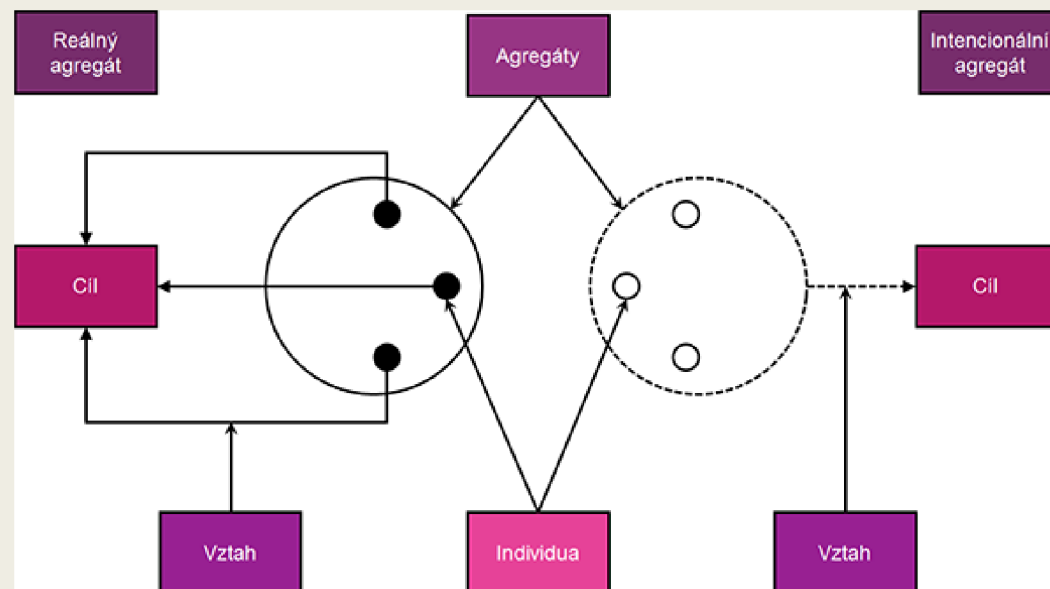 Reálný
agregát
Agregáty
Intencionální
agregát
Cíl
Cíl
Vztah
Individua
Vztah